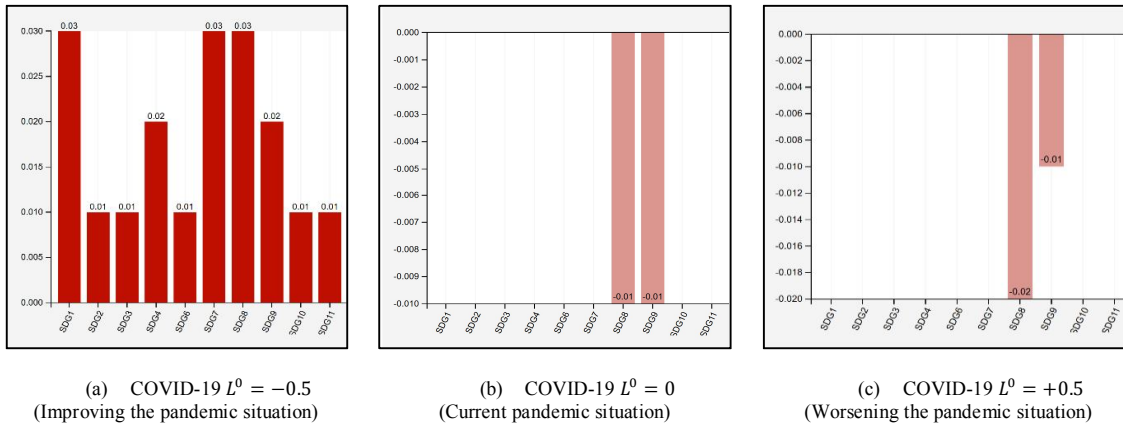 0.030
0.025
0.020
0.015
0.010
0.005
0.000
0.03
0.01
0.01
0.02
0.01
0.03
0.03
0.02
0.01
0.01
SDG1
SDG2
SDG3
SDG4
SDG6
SDG7
SDG8
SDG9
SDG10
SDG11
0.000
-0.001
-0.002
-0.003
-0.004
-0.005
-0.006
-0.007
-0.008
-0.009
-0.010
-0.01
-0.01
SDG1
SDG2
SDG3
SDG4
SDG6
SDG7
SDG8
SDG9
SDG10
SDG11
0.000
-0.002
-0.004
-0.006
-0.008
-0.010
-0.012
-0.014
-0.016
-0.018
-0.020
-0.02
-0.01
SDG1
SDG2
SDG3
SDG4
SDG6
SDG7
SDG8
SDG9
SDG10
SDG11
(a) COVID-19 L⁰ = −0.5
(Improving the pandemic situation)
(b) COVID-19 L⁰ = 0
(Current pandemic situation)
(c) COVID-19 L⁰ = +0.5
(Worsening the pandemic situation)